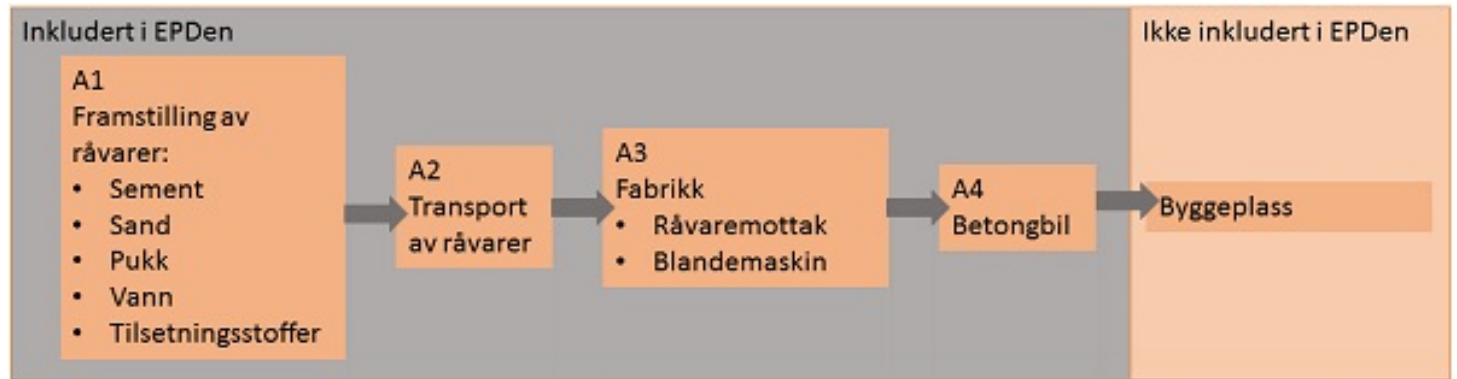 Inkludert i EPDen
Ikke inkludert i EPDen
A1
Framstilling av
råvarer:
• Sement
• Sand
• Pukk
• Vann
• Tilsetningsstoffer
A2
Transport
av råvarer
A3
Fabrikk
• Råvaremottak
• Blandemaskin
A4
Betongbil
Byggeplass